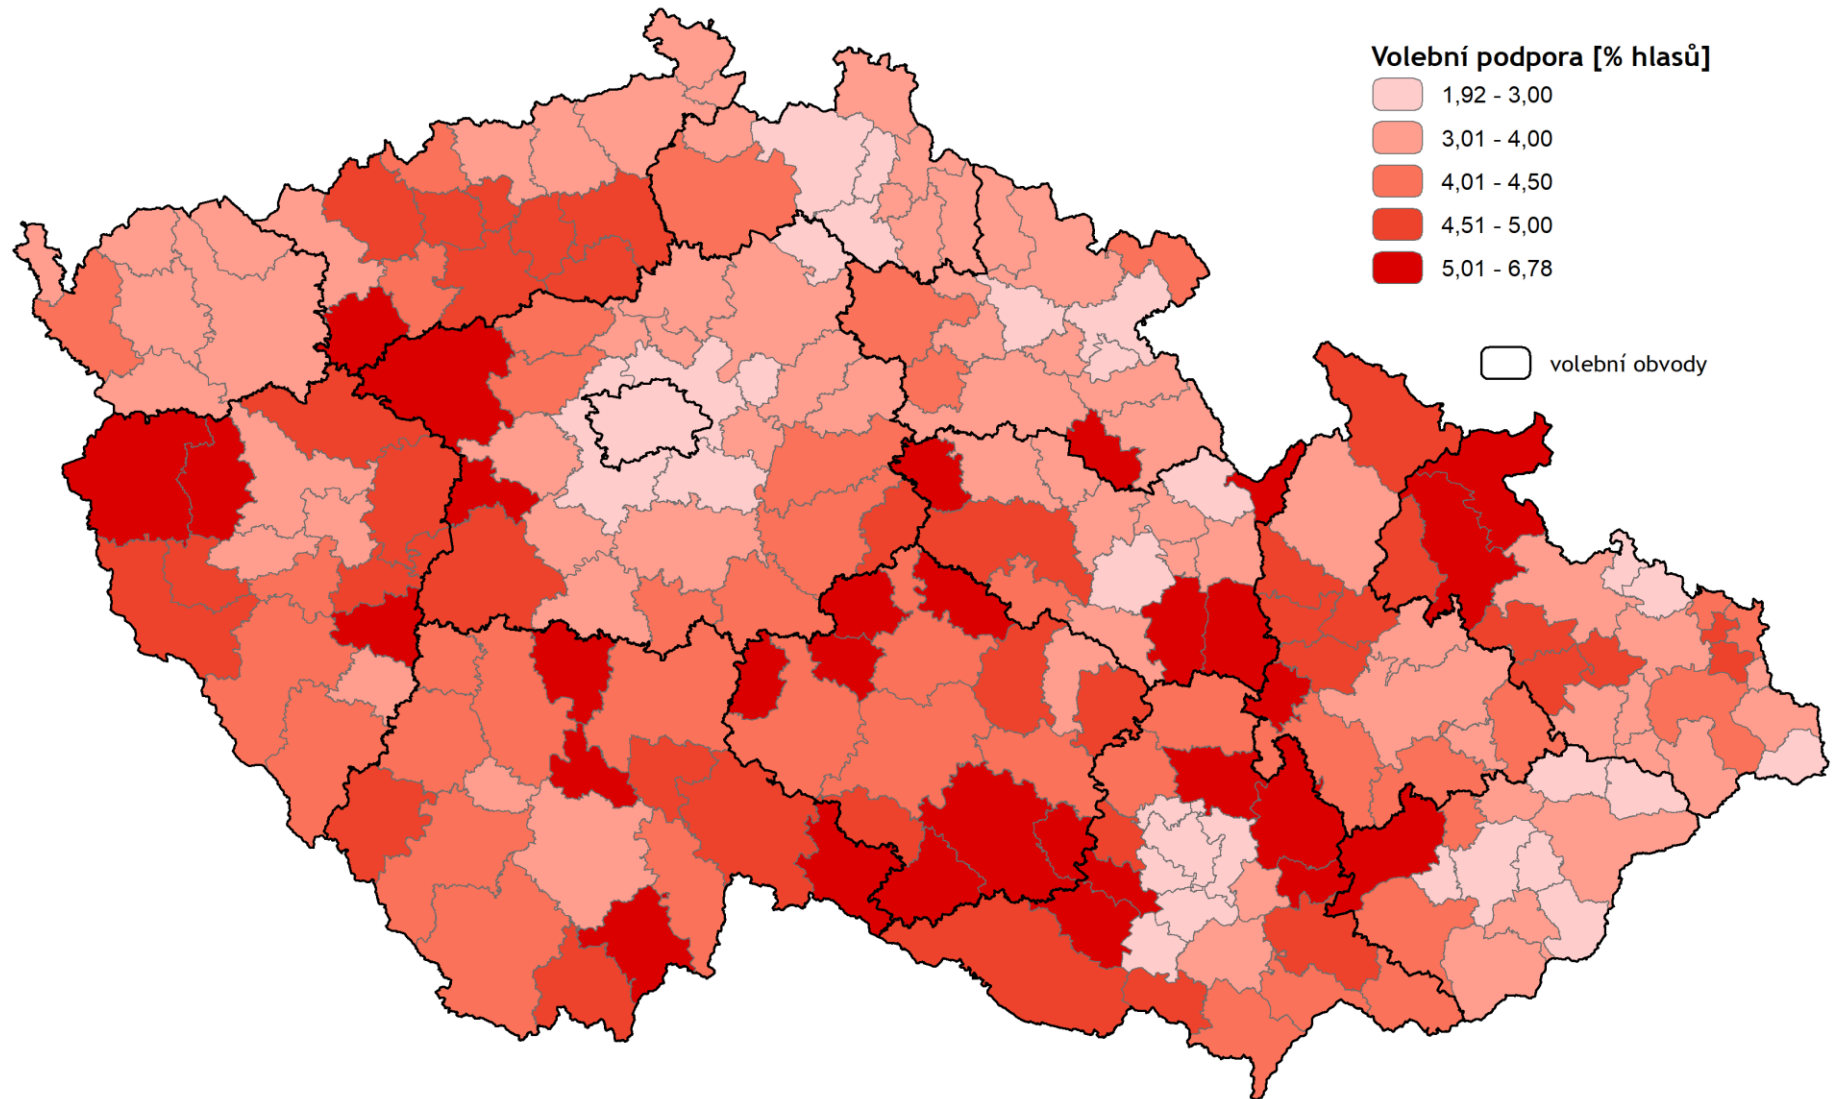 Volební podpora [% hlasů]
1,92 - 3,00
3,01 - 4,00
4,01 - 4,50
4,51 - 5,00
5,01 - 6,78
volební obvody